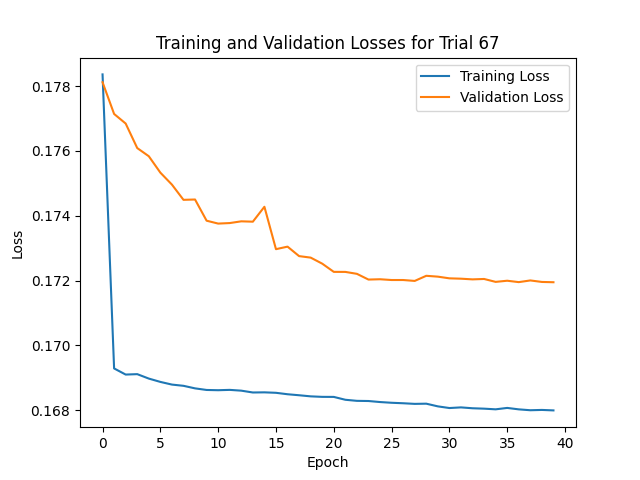 Training and Validation Losses for Trial 67
Training Loss
Validation Loss
Loss
0.178
0.176
0.174
0.172
0.170
0.168
0 5 10 15 20 25 30 35 40
Epoch